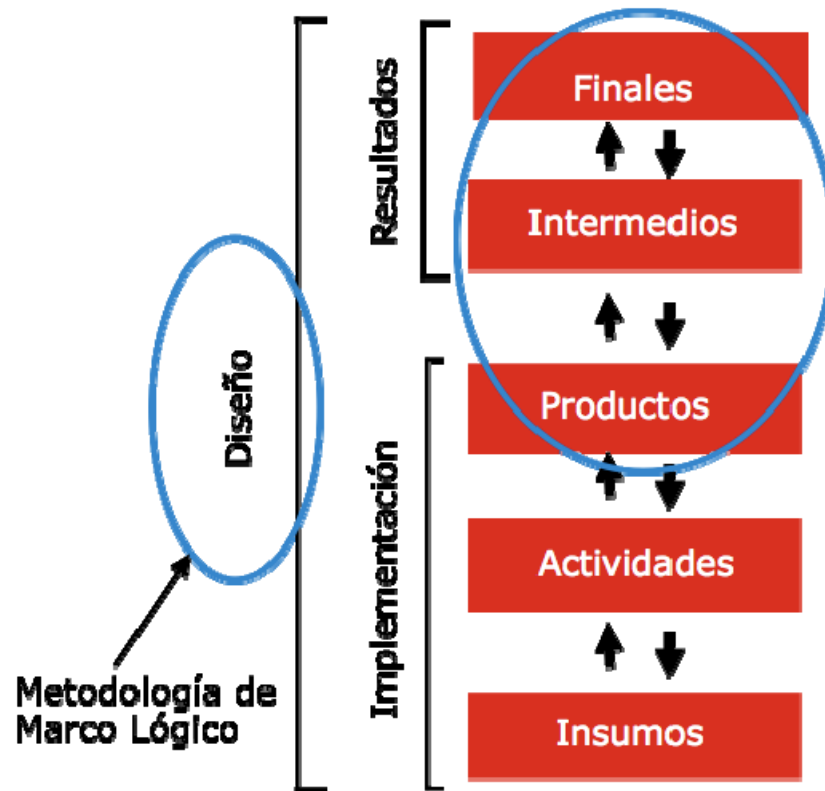 Finales
Resultados
Intermedios
Diseño
Productos
Implementación
Actividades
Metodología de
Marco Lógico
Insumos